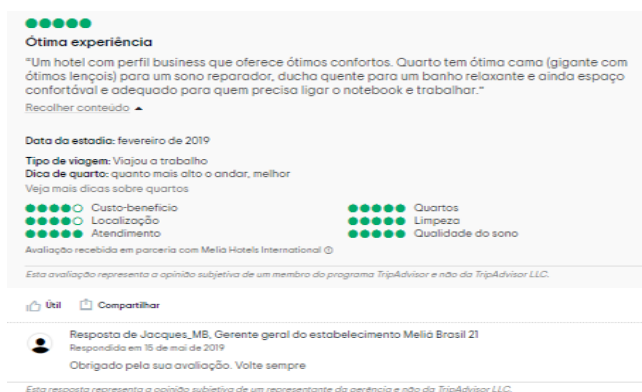 Ótima experiência
"Um hotel com perfil business que oferece ótimos confortos. Quarto tem ótima cama (gigante com
ótimos lençois) para um sono reparador, ducha quente para um banho relaxante e ainda espaço
confortável e adequado para quem precisa ligar o notebook e trabalhar."
Recolher conteúdo
Data da estadia: fevereiro de 2019
Tipo de viagem: Viajou a trabalho
Dica de quarto: quanto mais alto o andar, melhor
Veja mais dicas sobre quartos
Custo-benefício Quartos
Localização Limpeza
Atendimento Qualidade do sono
Avaliação recebida em parceria com Melia Hotels International
Esta avaliação representa a opinião subjetiva de um membro do programa TripAdvisor e não da TripAdvisor LLC.
Útil Compartilhar
Resposta de Jacques_MB, Gerente geral do estabelecimento Meliá Brasil 21
Respondida em 15 de mai de 2019
Obrigado pela sua avaliação. Volte sempre
Esta resposta representa a opinião subjetiva de um representante da gerência e não da TripAdvisor LLC.